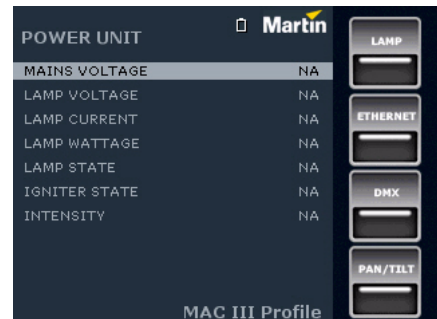 POWER UNIT
Martin
MAINS VOLTAGE NA
LAMP VOLTAGE NA
LAMP CURRENT NA
LAMP WATTAGE NA
LAMP STATE NA
IGNITER STATE NA
INTENSITY NA
MAC III Profile
LAMP
ETHERNET
DMX
PAN/TILT